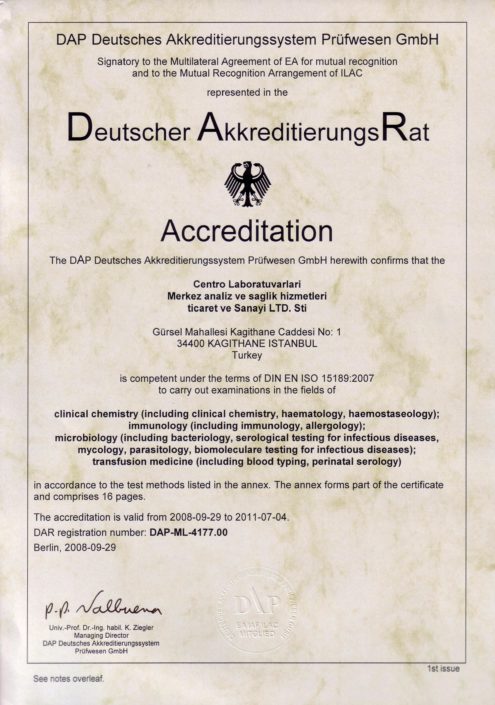 DAP Deutsches Akkreditierungssystem Prüfwesen GmbH
Signatory to the Multilateral Agreement of EA for mutual recognition
and to the Mutual Recognition Arrangement of ILAC
represented in the
Deutscher AkkreditierungsRat
Accreditation
The DAP Deutsches Akkreditierungssystem Prüfwesen GmbH herewith confirms that the
Centro Laboratuvarlari
Merkez analiz ve saglik hizmetleri
ticaret ve Sanayi LTD. Sti
Gürsel Mahallesi Kagithane Caddesi No: 1
34400 KAGITHANE ISTANBUL
Turkey
is competent under the terms of DIN EN ISO 15189:2007
to carry out examinations in the fields of
clinical chemistry (including clinical chemistry, haematology, haemostaseology);
immunology (including immunology, allergology);
microbiology (including bacteriology, serological testing for infectious diseases,
mycology, parasitology, biomoleculare testing for infectious diseases);
transfusion medicine (including blood typing, perinatal serology)
in accordance to the test methods listed in the annex. The annex forms part of the certificate
and comprises 16 pages.
The accreditation is valid from 2008-09-29 to 2011-07-04.
DAR registration number: DAP-ML-4177.00
Berlin, 2008-09-29
p.p. Valbuena
Univ.-Prof. Dr.-Ing. habil. K. Ziegler
Managing Director
DAP Deutsches Akkreditierungssystem
Prüfwesen GmbH
DAP
EA IAF ILAC
MITGLIED
1st issue
See notes overleaf.